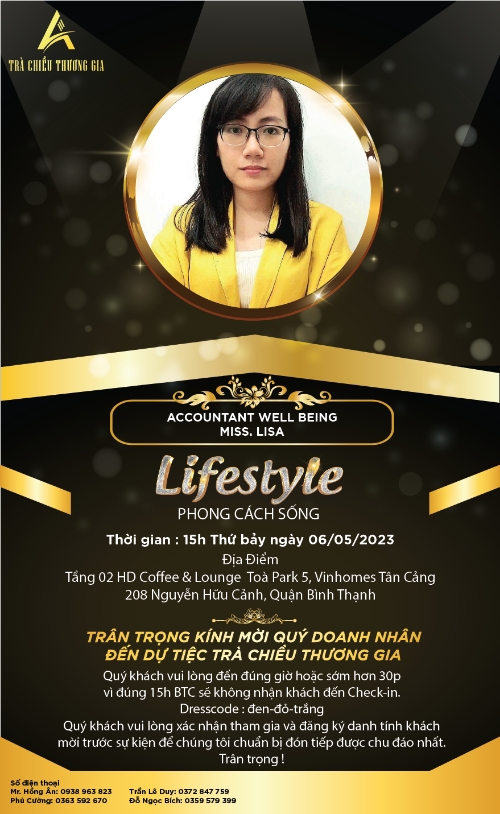 TRÀ CHIỀU THƯƠNG GIA
ACCOUNTANT WELL BEING
MISS. LISA
Lifestyle
PHONG CÁCH SỐNG
Thời gian : 15h Thứ bảy ngày 06/05/2023
Địa Điểm
Tầng 02 HD Coffee & Lounge Toà Park 5, Vinhomes Tân Cảng
208 Nguyễn Hữu Cảnh, Quận Bình Thạnh
TRÂN TRỌNG KÍNH MỜI QUÝ DOANH NHÂN
ĐẾN DỰ TIỆC TRÀ CHIỀU THƯƠNG GIA
Quý khách vui lòng đến đúng giờ hoặc sớm hơn 30p
vì đúng 15h BTC sẽ không nhận khách đến Check-in.
Dresscode : đen-đỏ-trắng
Quý khách vui lòng xác nhận tham gia và đăng ký danh tính khách
mời trước sự kiện để chúng tôi chuẩn bị đón tiếp được chu đáo nhất.
Trân trọng !
Số điện thoại
Mr. Hồng Ân: 0938 963 823 Trần Lê Duy: 0372 847 759
Phú Cường: 0363 592 670 Đỗ Ngọc Bích: 0359 579 399